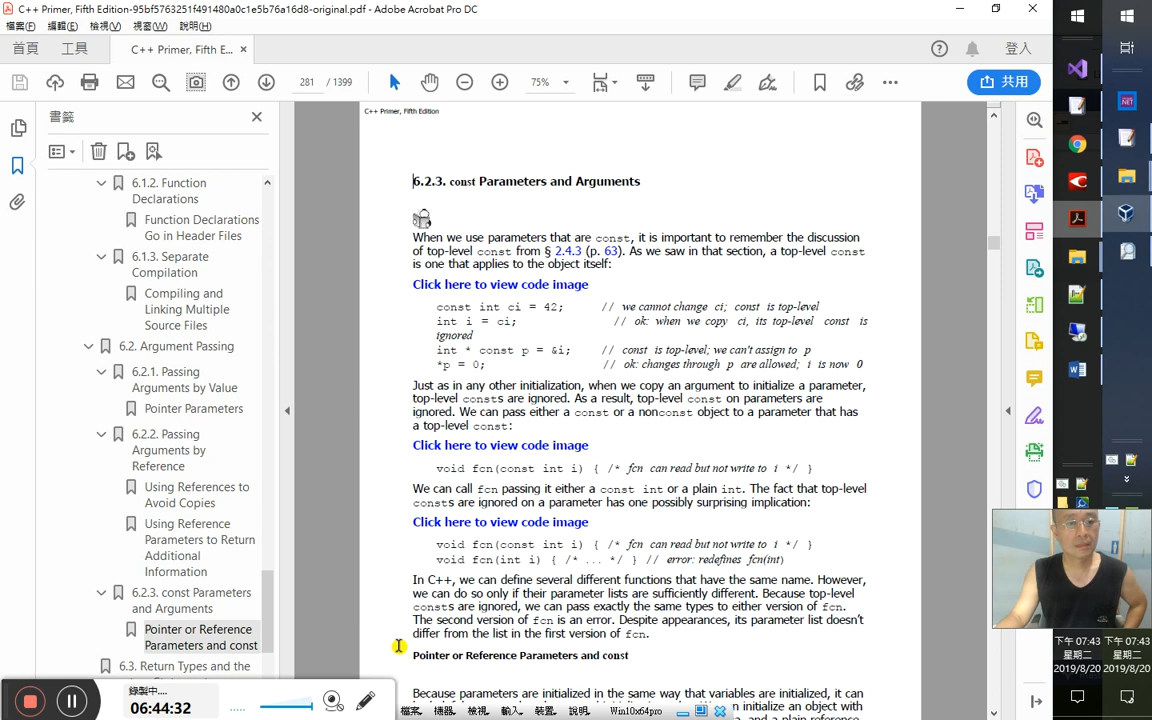 C++ Primer, Fifth Edition-95bf5763251f491480a0c1e5b76a16d8-original.pdf - Adobe Acrobat Pro DC
檔案(F) 編輯(E) 檢視(V) 視窗(W) 說明(H)
首頁 工具 C++ Primer, Fifth E... × 登入
281 / 1399 75% 共用
書籤
6.1.2. Function
Declarations
Function Declarations
Go in Header Files
6.1.3. Separate
Compilation
Compiling and
Linking Multiple
Source Files
6.2. Argument Passing
6.2.1. Passing
Arguments by Value
Pointer Parameters
6.2.2. Passing
Arguments by
Reference
Using References to
Avoid Copies
Using Reference
Parameters to Return
Additional
Information
6.2.3. const Parameters
and Arguments
Pointer or Reference
Parameters and const
6.3. Return Types and the
C++ Primer, Fifth Edition
6.2.3. const Parameters and Arguments
When we use parameters that are const, it is important to remember the discussion
of top-level const from § 2.4.3 (p. 63). As we saw in that section, a top-level const
is one that applies to the object itself:
Click here to view code image
const int ci = 42; // we cannot change ci; const is top-level
int i = ci; // ok: when we copy ci, its top-level const is
ignored
int * const p = &i; // const is top-level; we can't assign to p
*p = 0; // ok: changes through p are allowed; i is now 0
Just as in any other initialization, when we copy an argument to initialize a parameter,
top-level consts are ignored. As a result, top-level const on parameters are
ignored. We can pass either a const or a nonconst object to a parameter that has
a top-level const:
Click here to view code image
void fcn(const int i) { /* fcn can read but not write to i */ }
We can call fcn passing it either a const int or a plain int. The fact that top-level
consts are ignored on a parameter has one possibly surprising implication:
Click here to view code image
void fcn(const int i) { /* fcn can read but not write to i */ }
void fcn(int i) { /* ... */ } // error: redefines fcn(int)
In C++, we can define several different functions that have the same name. However,
we can do so only if their parameter lists are sufficiently different. Because top-level
consts are ignored, we can pass exactly the same types to either version of fcn.
The second version of fcn is an error. Despite appearances, its parameter list doesn't
differ from the list in the first version of fcn.
Pointer or Reference Parameters and const
Because parameters are initialized in the same way that variables are initialized, it can
initialize an object with
a, and a plain reference
錄製中....
06:44:32
檔案 機器 檢視 輸入 裝置 說明 Win10x64pro
.NET
下午 07:43 下午 07:43
星期二 星期二
2019/8/20 2019/8/20